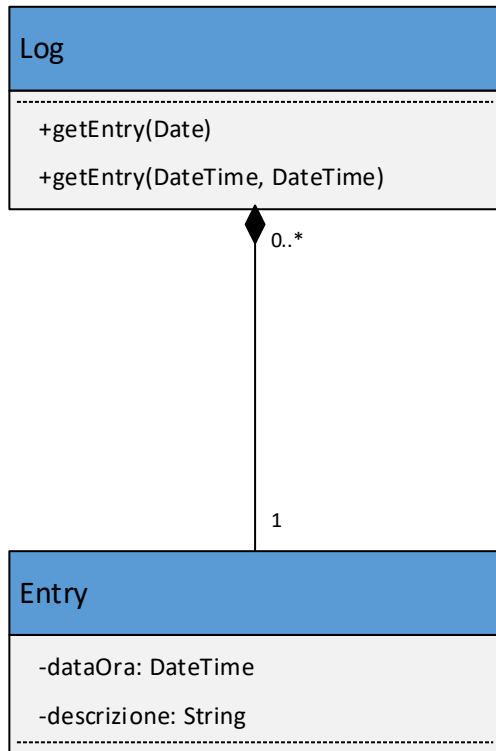 Log
+getEntry(Date)
+getEntry(DateTime, DateTime)
0..*
1
Entry
-dataOra: DateTime
-descrizione: String